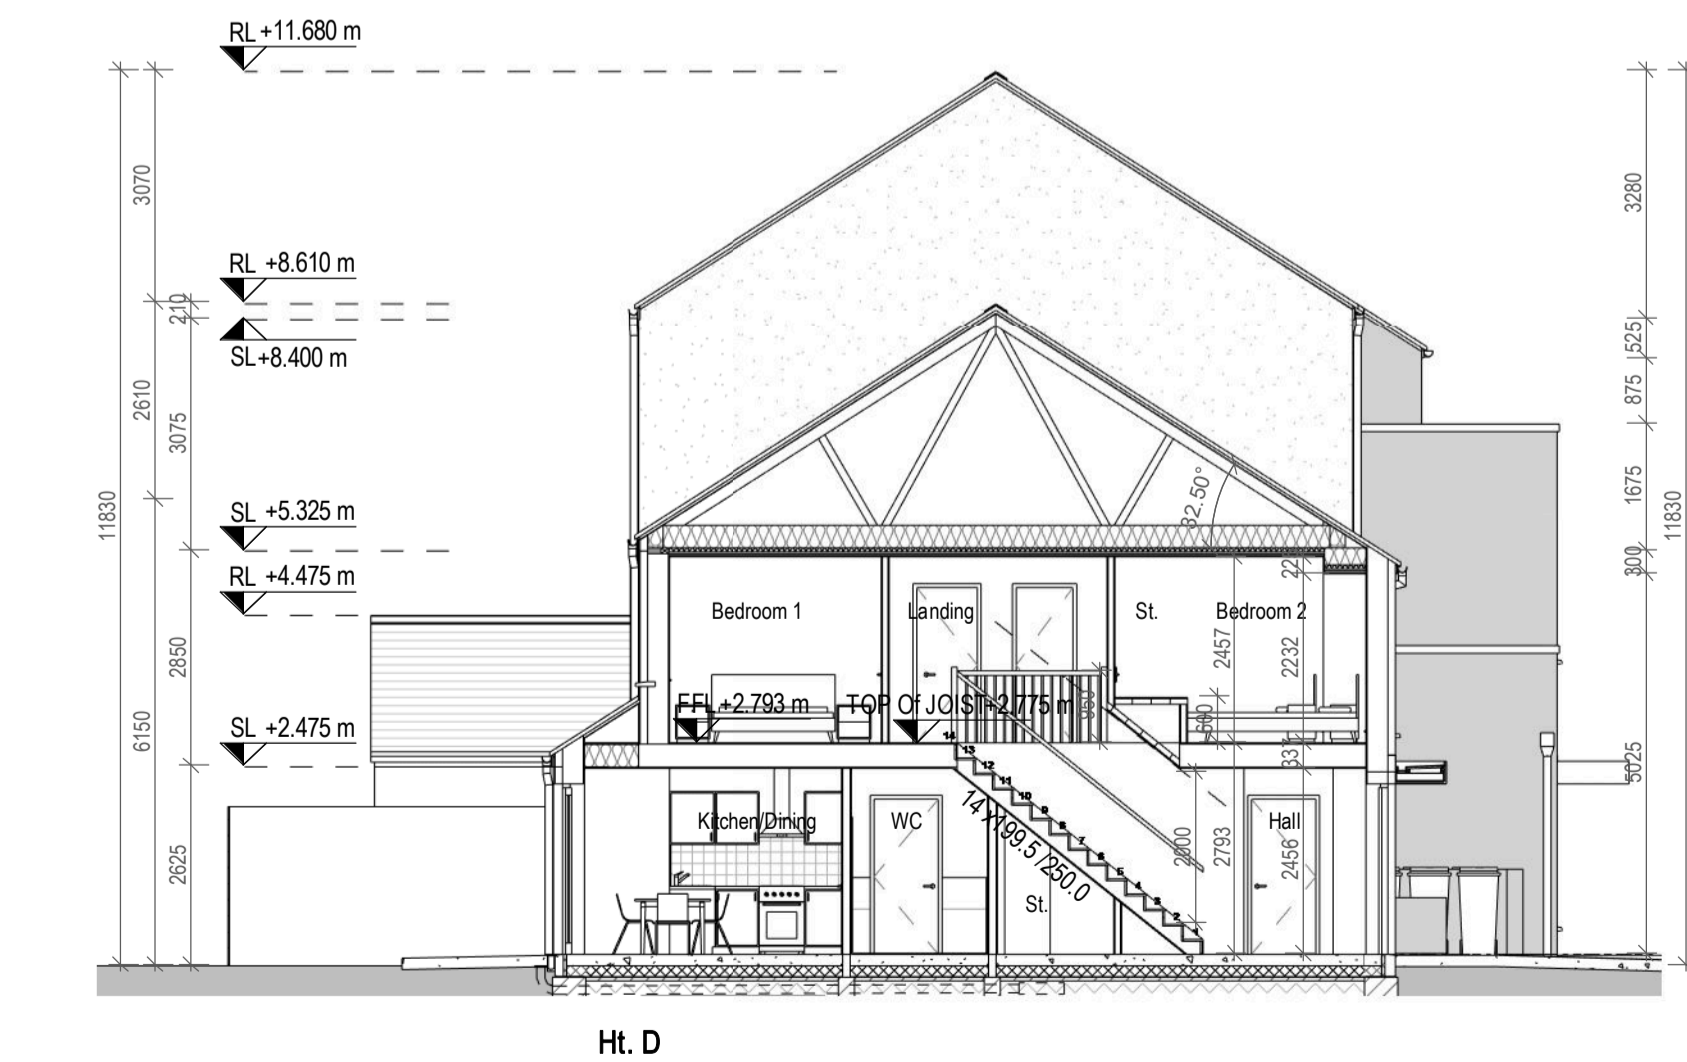 RL +11.680 m
3070
3280
RL +8.610 m
210
SL +8.400 m
525
2610
3075
875
32.50°
1675
11830
11830
SL +5.325 m
300
RL +4.475 m
22
Bedroom 1
Landing
St.
Bedroom 2
2850
2457
2232
FFL +2.793 m
TOP Of JOIST +2.775 m
950
600
6150
SL +2.475 m
337
5025
14
13
12
11
10
9
8
7
6
5
4
3
2
1
14 x199.5 /250.0
Kitchen/Dining
WC
Hall
2625
2000
2793
2456
St.
Ht. D